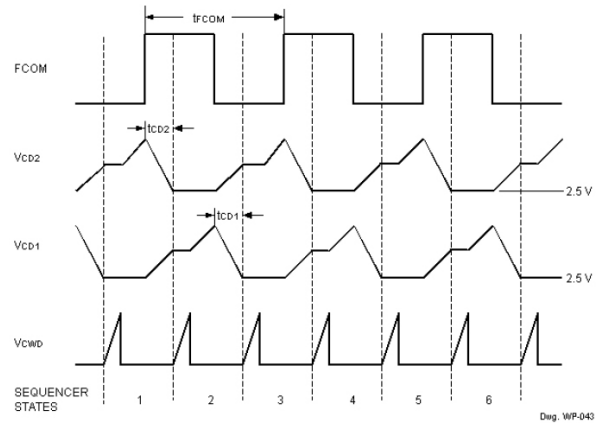 tFCOM
FCOM
tCD2
VCD2
2.5 V
tCD1
VCD1
2.5 V
VCWD
SEQUENCER
STATES
1 2 3 4 5 6
Dwg. WP-043